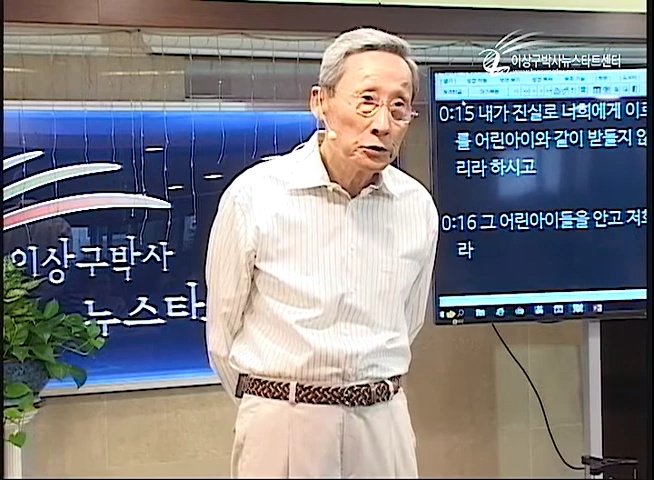 이상구박사뉴스타트센터
0:15 내가 진실로 너희에게 이르
를 어린아이와 같이 받들지 않
리라 하시고
0:16 그 어린아이들을 안고 저희
라
이상구박사
뉴스타